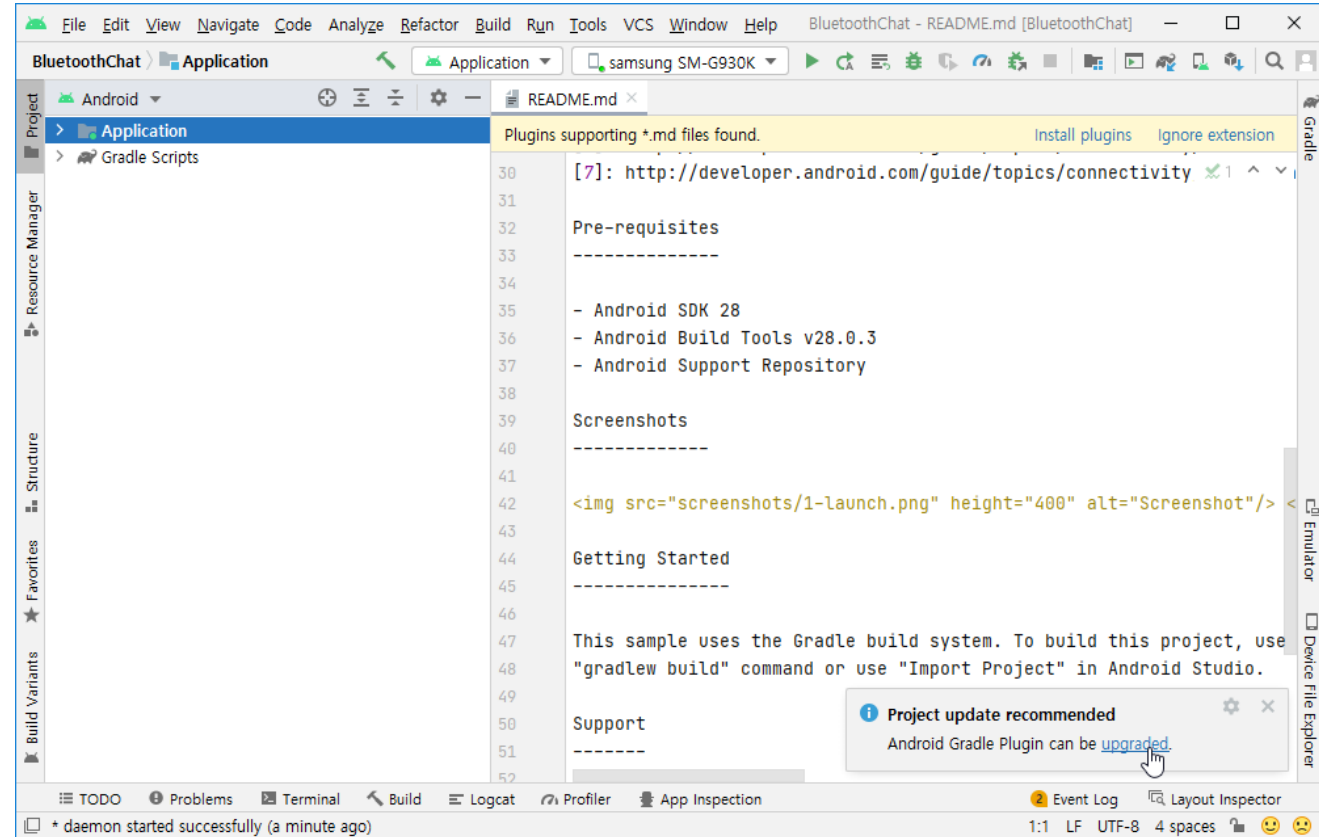 File Edit View Navigate Code Analyze Refactor Build Run Tools VCS Window Help BluetoothChat - README.md [BluetoothChat]
BluetoothChat Application Application samsung SM-G930K
Android README.md
Project
Resource Manager
Structure
Favorites
Build Variants
Application
Gradle Scripts
Plugins supporting *.md files found. Install plugins Ignore extension
30 [7]: http://developer.android.com/guide/topics/connectivity 1
31
32 Pre-requisites
33 --------------
34
35 - Android SDK 28
36 - Android Build Tools v28.0.3
37 - Android Support Repository
38
39 Screenshots
40 -------------
41
42 <img src="screenshots/1-launch.png" height="400" alt="Screenshot"/> <
43
44 Getting Started
45 ---------------
46
47 This sample uses the Gradle build system. To build this project, use
48 "gradlew build" command or use "Import Project" in Android Studio.
49
50 Support
51 -------
52
Project update recommended
Android Gradle Plugin can be upgraded.
Gradle
Emulator
Device File Explorer
TODO Problems Terminal Build Logcat Profiler App Inspection 2 Event Log Layout Inspector
* daemon started successfully (a minute ago) 1:1 LF UTF-8 4 spaces